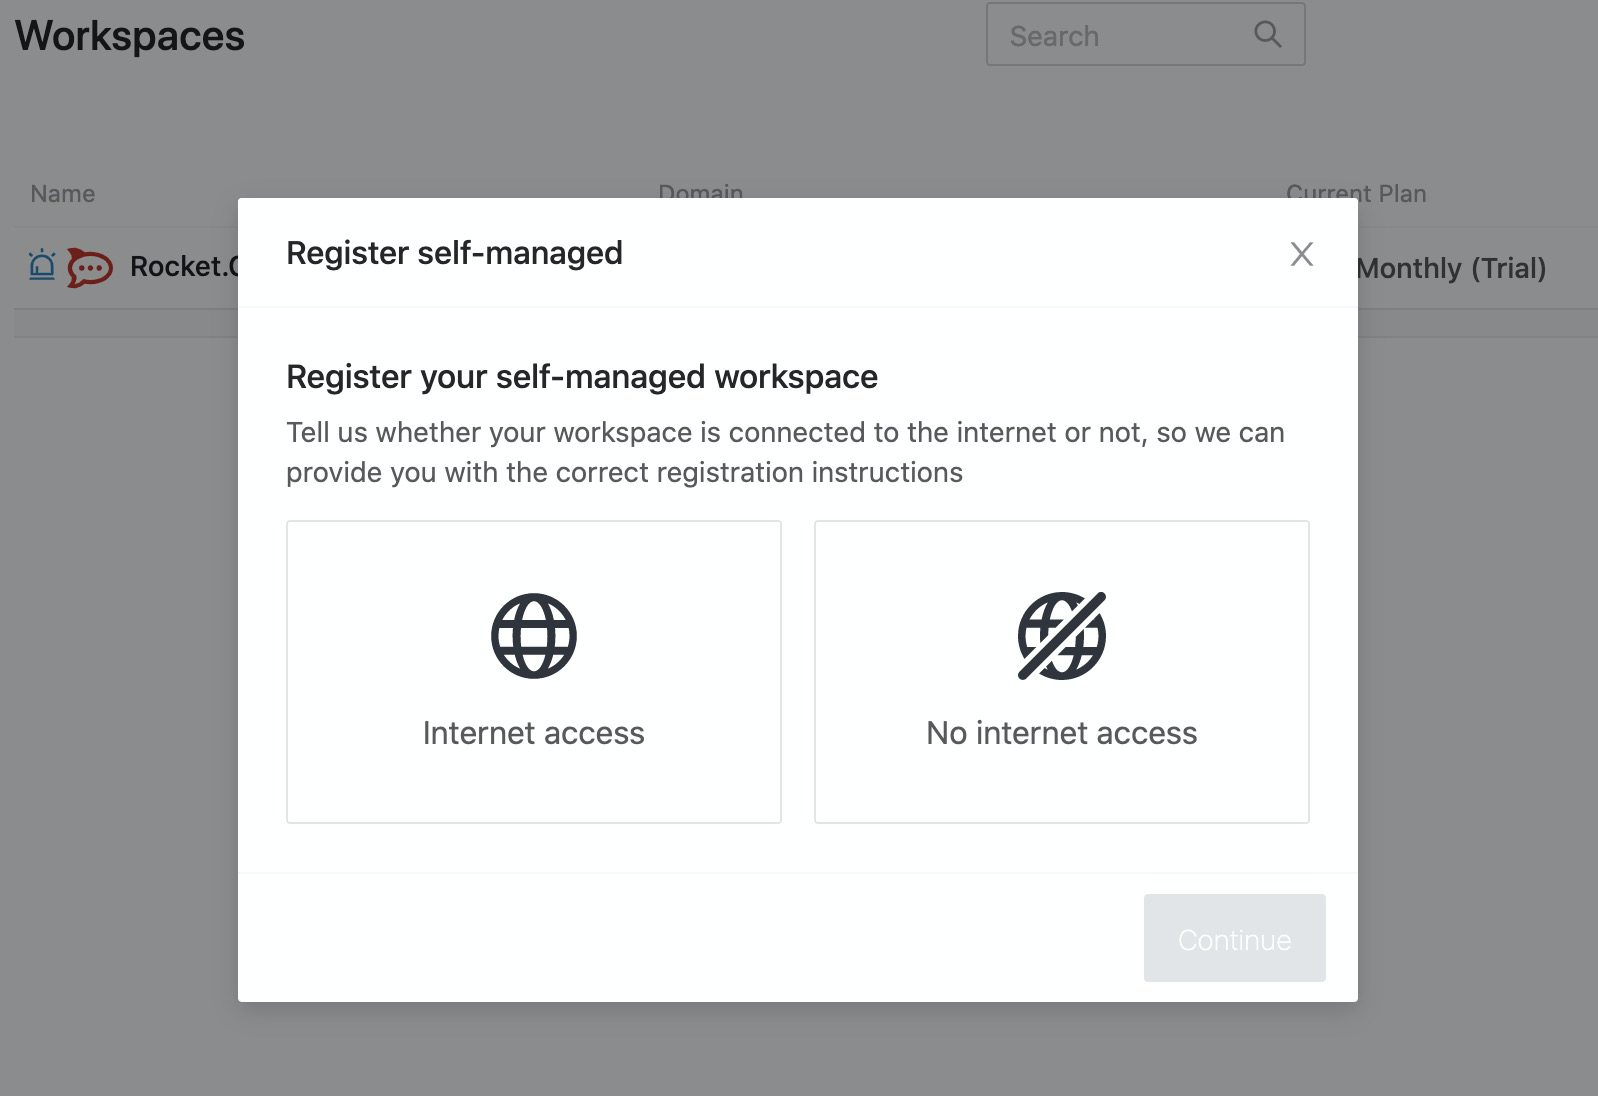 Workspaces
Search
Name
Domain
Current Plan
Rocket.
Monthly (Trial)
Register self-managed
Register your self-managed workspace
Tell us whether your workspace is connected to the internet or not, so we can
provide you with the correct registration instructions
Internet access
No internet access
Continue